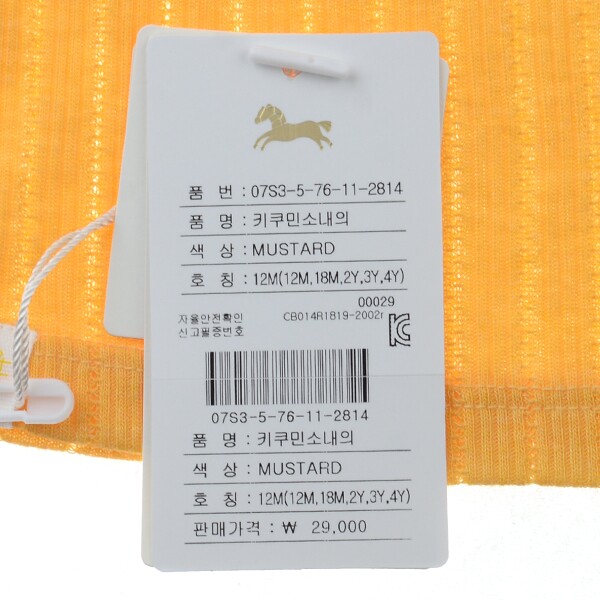 품 번 : 07S3-5-76-11-2814
품 명 : 키쿠민소내의
색 상 : MUSTARD
호 칭 : 12M(12M,18M,2Y,3Y,4Y)
00029
자율안전확인
신고필증번호
CB014R1819-2002r
07S3-5-76-11-2814
품 명 : 키쿠민소내의
색 상 : MUSTARD
호 칭 : 12M(12M,18M,2Y,3Y,4Y)
판매가격 : ₩ 29,000